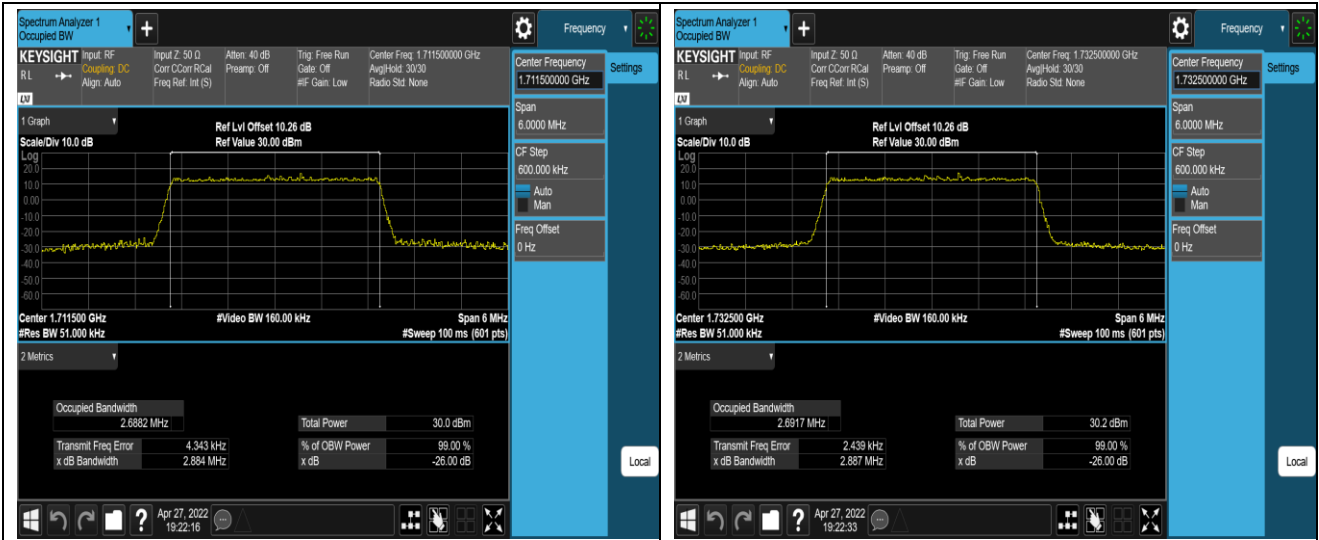 Spectrum Analyzer 1
Occupied BW
Frequency
KEYSIGHT Input: RF Input Z: 50 Ω Atten: 40 dB Trig: Free Run Center Freq: 1.711500000 GHz
Coupling: DC Corr CCorr RCal Preamp: Off Gate: Off Avg|Hold: 30/30
RL Align: Auto Freq Ref: Int (S) #IF Gain: Low Radio Std: None
LXI
Center Frequency
1.711500000 GHz
Settings
Span
6.0000 MHz
CF Step
600.000 kHz
Auto
Man
Freq Offset
0 Hz
1 Graph
Ref Lvl Offset 10.26 dB
Scale/Div 10.0 dB Ref Value 30.00 dBm
Log
20.0
10.0
0.00
-10.0
-20.0
-30.0
-40.0
-50.0
-60.0
Center 1.711500 GHz #Video BW 160.00 kHz Span 6 MHz
#Res BW 51.000 kHz #Sweep 100 ms (601 pts)
2 Metrics
Occupied Bandwidth
2.6882 MHz Total Power 30.0 dBm
Transmit Freq Error 4.343 kHz % of OBW Power 99.00 %
x dB Bandwidth 2.884 MHz x dB -26.00 dB
Local
Apr 27, 2022
19:22:16
Spectrum Analyzer 1
Occupied BW
Frequency
KEYSIGHT Input: RF Input Z: 50 Ω Atten: 40 dB Trig: Free Run Center Freq: 1.732500000 GHz
Coupling: DC Corr CCorr RCal Preamp: Off Gate: Off Avg|Hold: 30/30
RL Align: Auto Freq Ref: Int (S) #IF Gain: Low Radio Std: None
LXI
Center Frequency
1.732500000 GHz
Settings
Span
6.0000 MHz
CF Step
600.000 kHz
Auto
Man
Freq Offset
0 Hz
1 Graph
Ref Lvl Offset 10.26 dB
Scale/Div 10.0 dB Ref Value 30.00 dBm
Log
20.0
10.0
0.00
-10.0
-20.0
-30.0
-40.0
-50.0
-60.0
Center 1.732500 GHz #Video BW 160.00 kHz Span 6 MHz
#Res BW 51.000 kHz #Sweep 100 ms (601 pts)
2 Metrics
Occupied Bandwidth
2.6917 MHz Total Power 30.2 dBm
Transmit Freq Error 2.439 kHz % of OBW Power 99.00 %
x dB Bandwidth 2.887 MHz x dB -26.00 dB
Local
Apr 27, 2022
19:22:33